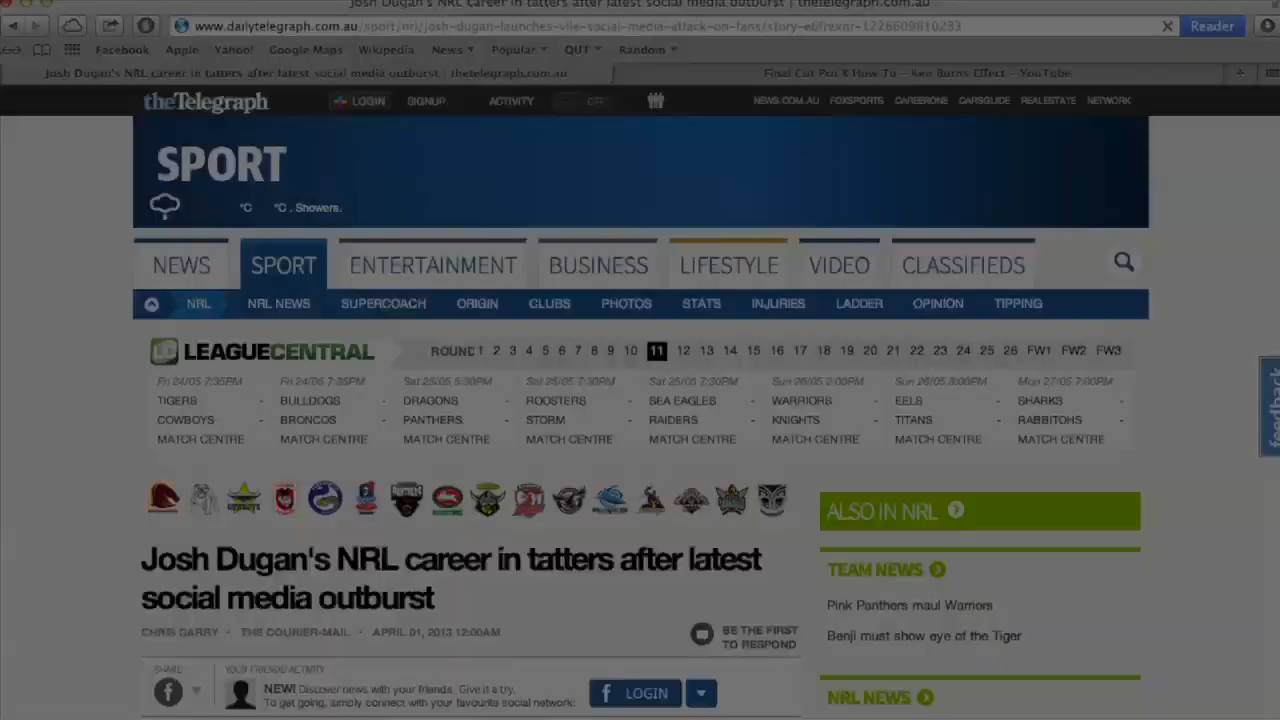 Josh Dugan's NRL career in tatters after latest social media outburst | thetelegraph.com.au
www.dailytelegraph.com.au/sport/nrl/josh-dugan-launches-vile-social-media-attack-on-fans/story-e6frexnr-1226609810233
Reader
Facebook Apple Yahoo! Google Maps Wikipedia News Popular QUT Random
Josh Dugan's NRL career in tatters after latest social media outburst | thetelegraph.com.au
Final Cut Pro X How-To – Ken Burns Effect – YouTube
theTelegraph LOGIN SIGNUP ACTIVITY OFF NEWS.COM.AU FOXSPORTS CAREERONE CARSGUIDE REALESTATE NETWORK
SPORT
°C °C . Showers.
NEWS SPORT ENTERTAINMENT BUSINESS LIFESTYLE VIDEO CLASSIFIEDS
NRL NRL NEWS SUPERCOACH ORIGIN CLUBS PHOTOS STATS INJURIES LADDER OPINION TIPPING
LC LEAGUECENTRAL ROUND 1 2 3 4 5 6 7 8 9 10 11 12 13 14 15 16 17 18 19 20 21 22 23 24 25 26 FW1 FW2 FW3
Fri 24/05 7:35PM Fri 24/05 7:35PM Sat 25/05 5:30PM Sat 25/05 7:30PM Sat 25/05 7:30PM Sun 26/05 2:00PM Sun 26/05 3:00PM Mon 27/05 7:00PM
TIGERS - BULLDOGS - DRAGONS - ROOSTERS - SEA EAGLES - WARRIORS - EELS - SHARKS -
COWBOYS - BRONCOS - PANTHERS - STORM - RAIDERS - KNIGHTS - TITANS - RABBITOHS -
MATCH CENTRE MATCH CENTRE MATCH CENTRE MATCH CENTRE MATCH CENTRE MATCH CENTRE MATCH CENTRE MATCH CENTRE
feedback
Josh Dugan's NRL career in tatters after latest
social media outburst
CHRIS GARRY - THE COURIER-MAIL - APRIL 01, 2013 12:00AM
BE THE FIRST
TO RESPOND
SHARE
YOUR FRIENDS' ACTIVITY
NEW! Discover news with your friends. Give it a try.
To get going, simply connect with your favourite social network:
f LOGIN
ALSO IN NRL
TEAM NEWS
Pink Panthers maul Warriors
Benji must show eye of the Tiger
NRL NEWS